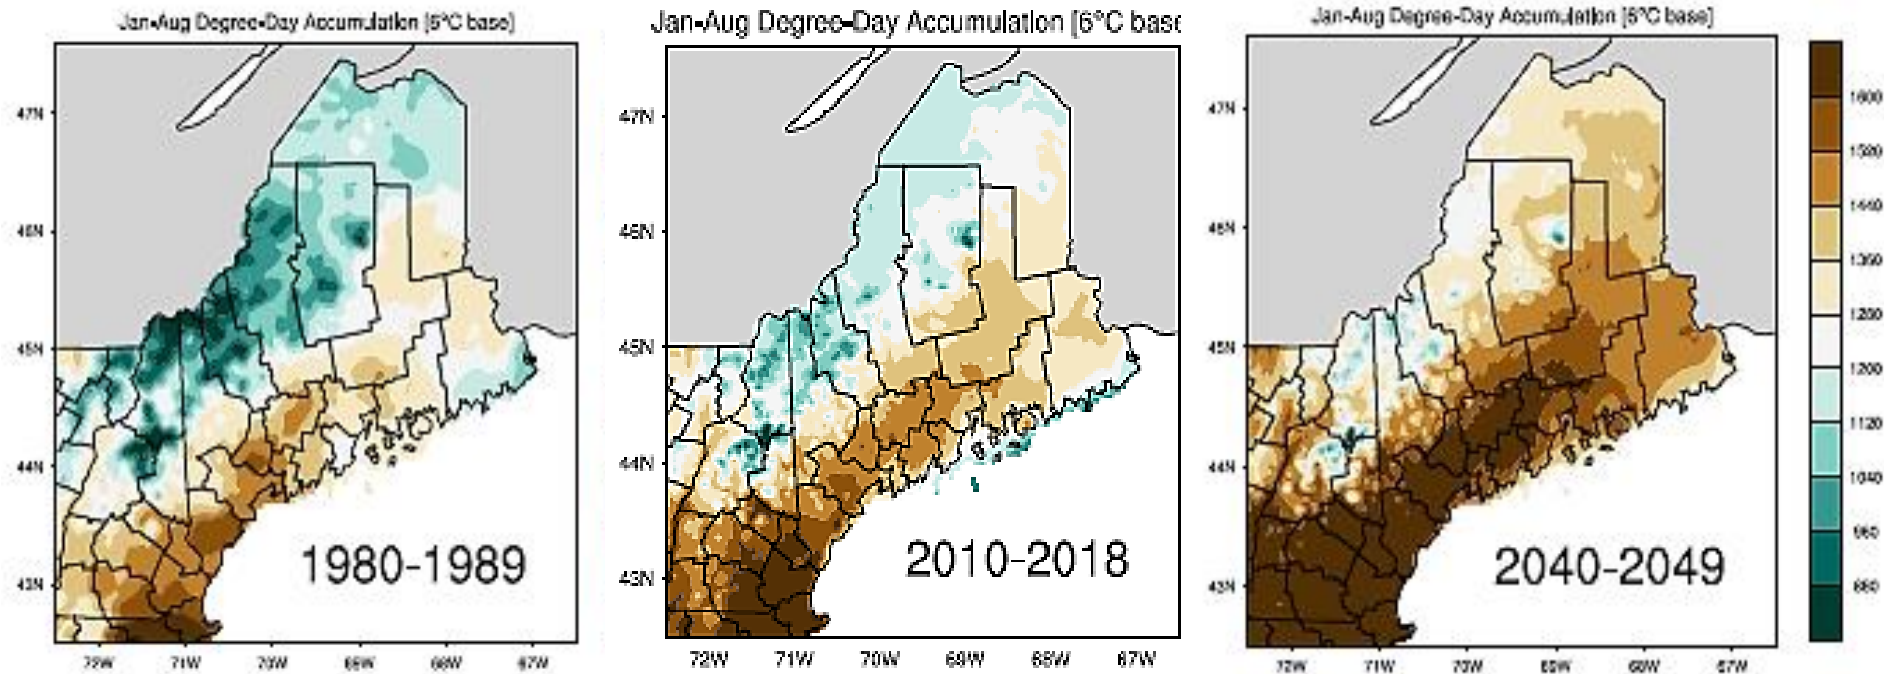 Jan-Aug Degree-Day Accumulation [6°C base]
47N
46N
45N
44N
43N
72W 71W 70W 69W 68W 67W
1980-1989
Jan-Aug Degree-Day Accumulation [6°C base
47N
46N
45N
44N
43N
72W 71W 70W 69W 68W 67W
2010-2018
Jan-Aug Degree-Day Accumulation [6°C base]
47N
46N
45N
44N
43N
72W 71W 70W 69W 68W 67W
2040-2049
1600
1520
1440
1360
1280
1200
1120
1040
960
880